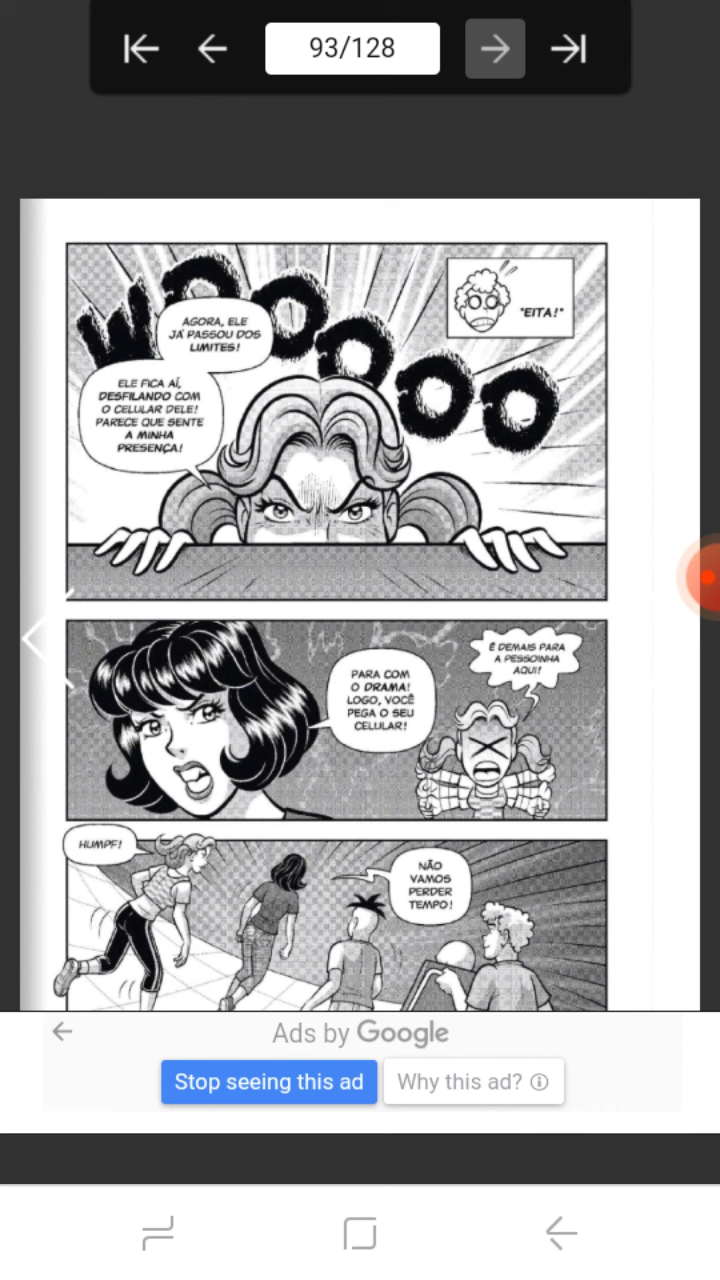 93/128
WOOOOO
AGORA, ELE
JÁ PASSOU DOS
LIMITES!
"EITA!"
ELE FICA AÍ,
DESFILANDO COM
O CELULAR DELE!
PARECE QUE SENTE
A MINHA
PRESENÇA!
PARA COM
O DRAMA!
LOGO, VOCÊ
PEGA O SEU
CELULAR!
É DEMAIS PARA
A PESSOINHA
AQUI!
HUMPF!
NÃO
VAMOS
PERDER
TEMPO!
Ads by Google
Stop seeing this ad
Why this ad?